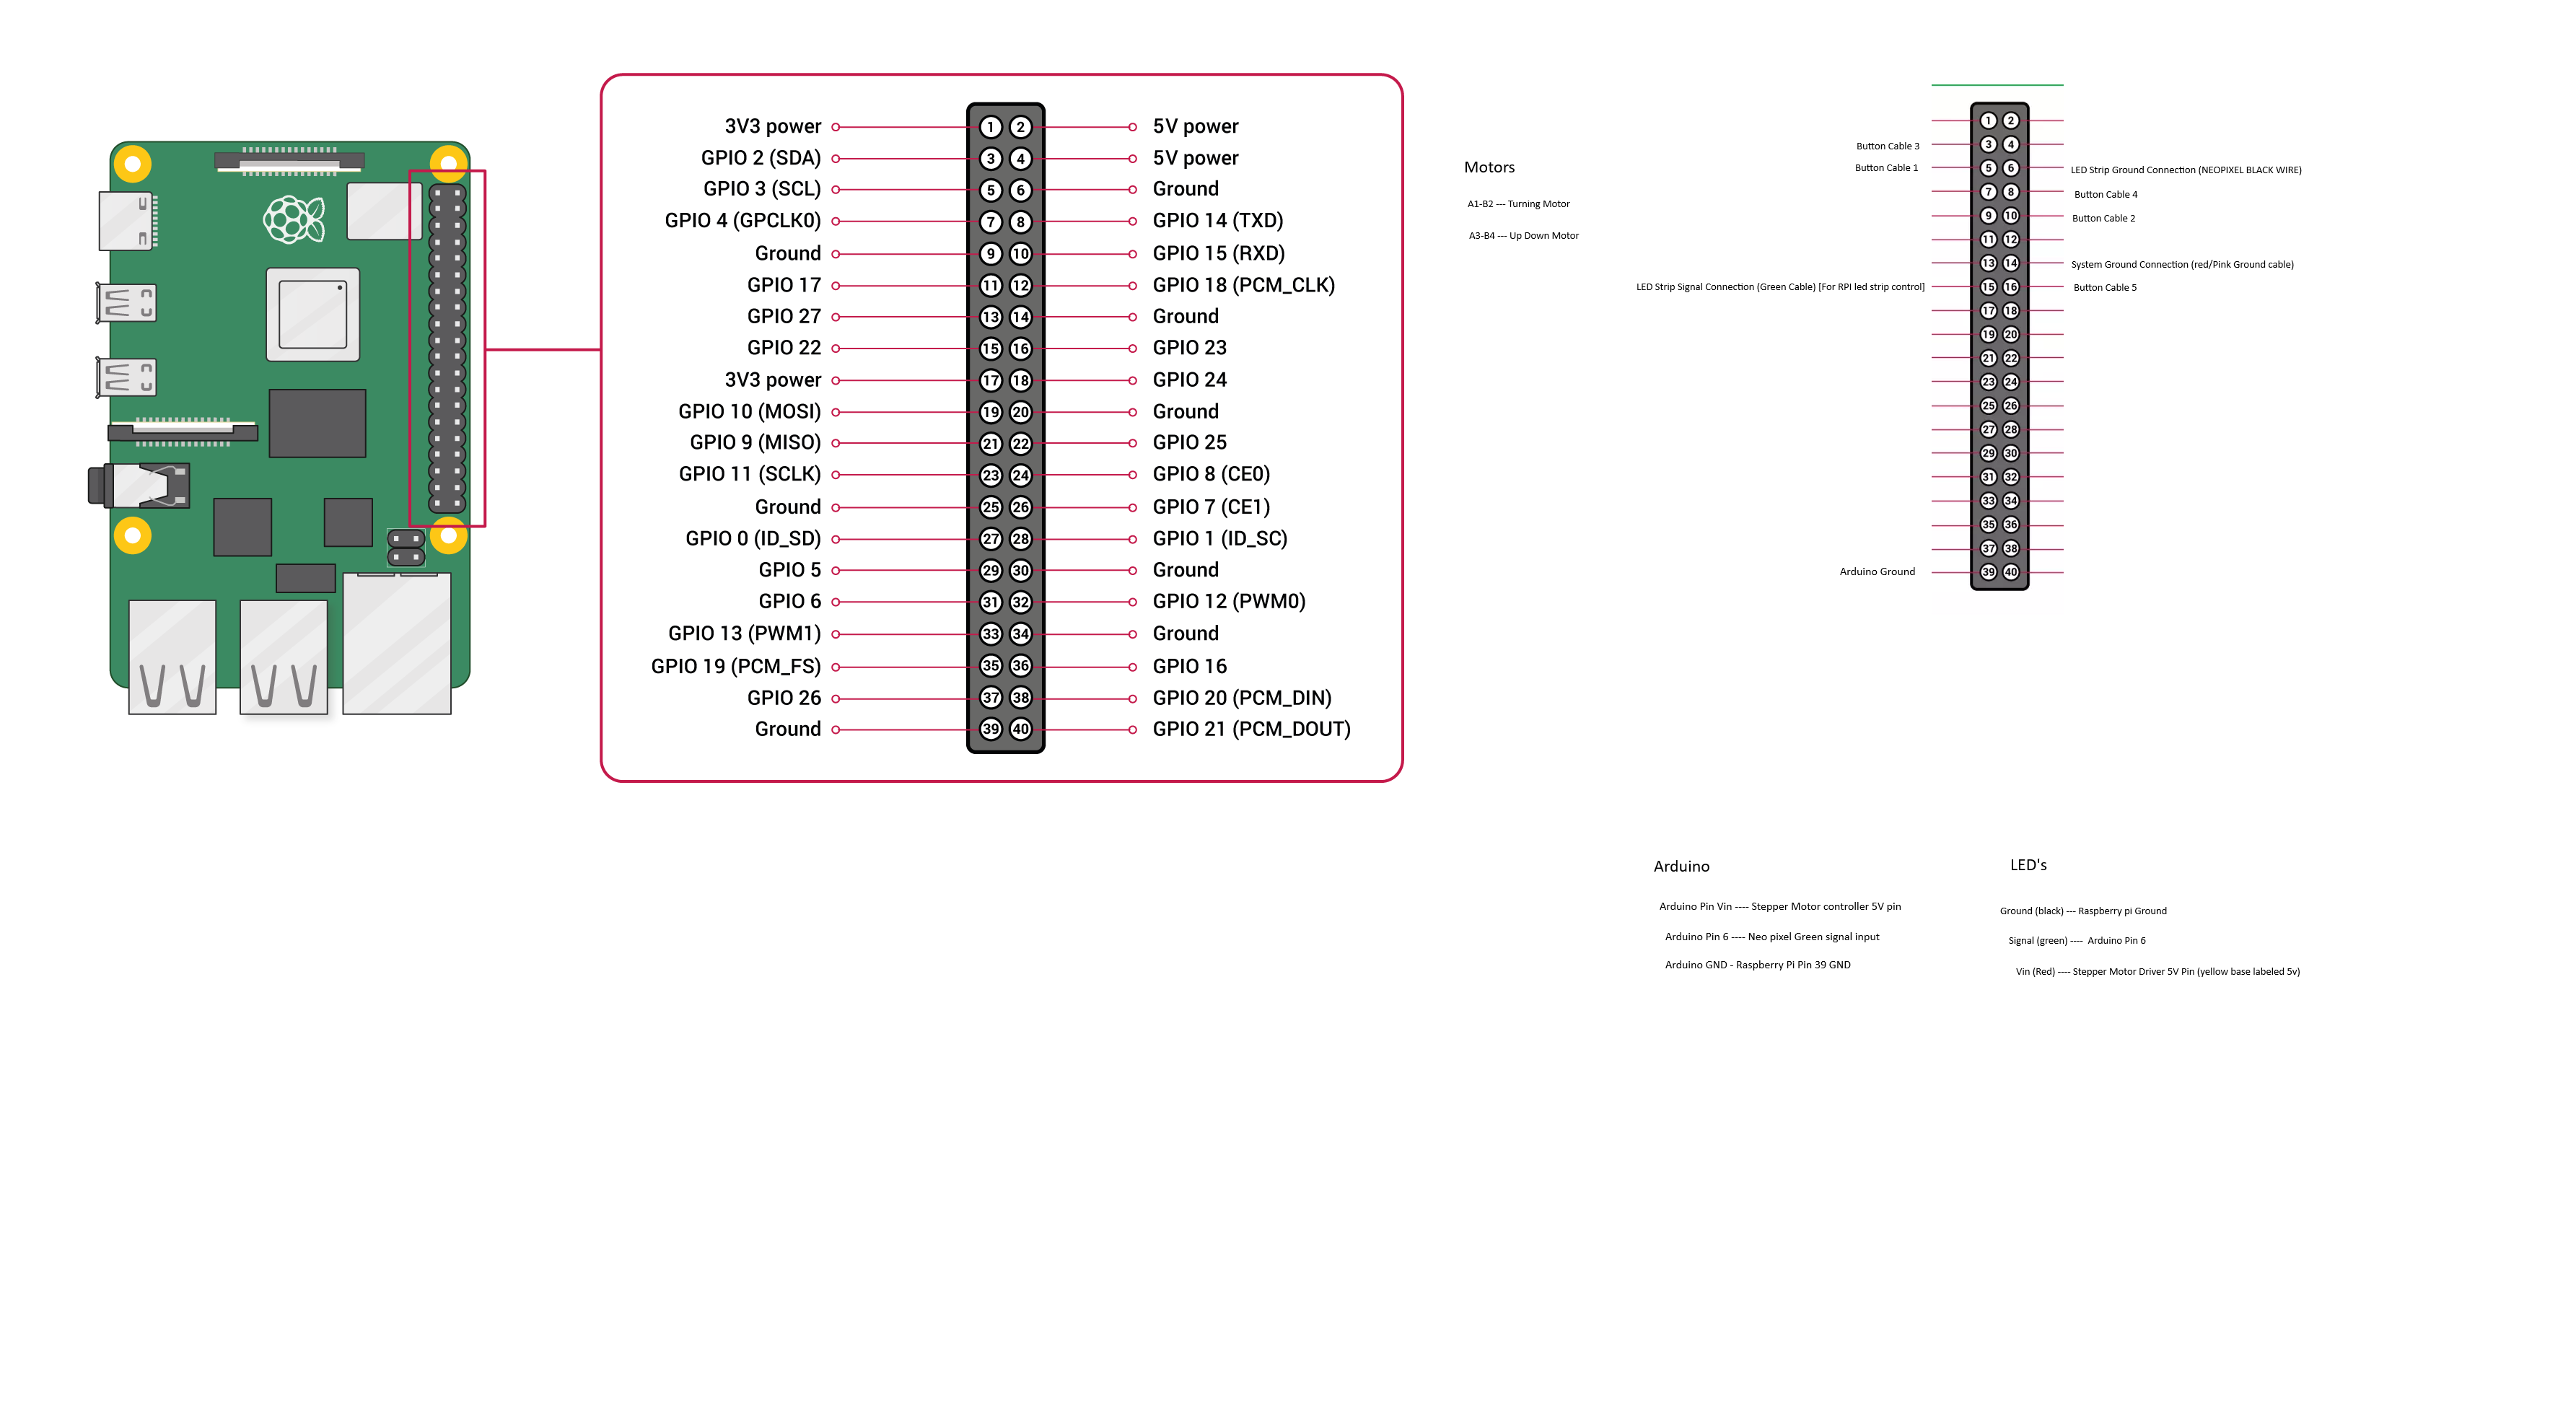 3V3 power 1 2 5V power
GPIO 2 (SDA) 3 4 5V power
GPIO 3 (SCL) 5 6 Ground
GPIO 4 (GPCLK0) 7 8 GPIO 14 (TXD)
Ground 9 10 GPIO 15 (RXD)
GPIO 17 11 12 GPIO 18 (PCM_CLK)
GPIO 27 13 14 Ground
GPIO 22 15 16 GPIO 23
3V3 power 17 18 GPIO 24
GPIO 10 (MOSI) 19 20 Ground
GPIO 9 (MISO) 21 22 GPIO 25
GPIO 11 (SCLK) 23 24 GPIO 8 (CE0)
Ground 25 26 GPIO 7 (CE1)
GPIO 0 (ID_SD) 27 28 GPIO 1 (ID_SC)
GPIO 5 29 30 Ground
GPIO 6 31 32 GPIO 12 (PWM0)
GPIO 13 (PWM1) 33 34 Ground
GPIO 19 (PCM_FS) 35 36 GPIO 16
GPIO 26 37 38 GPIO 20 (PCM_DIN)
Ground 39 40 GPIO 21 (PCM_DOUT)
Motors
A1-B2 --- Turning Motor
A3-B4 --- Up Down Motor
1 2
Button Cable 3 3 4
Button Cable 1 5 6 LED Strip Ground Connection (NEOPIXEL BLACK WIRE)
7 8 Button Cable 4
9 10 Button Cable 2
11 12
13 14 System Ground Connection (red/Pink Ground cable)
LED Strip Signal Connection (Green Cable) [For RPI led strip control] 15 16 Button Cable 5
17 18
19 20
21 22
23 24
25 26
27 28
29 30
31 32
33 34
35 36
37 38
Arduino Ground 39 40
Arduino
Arduino Pin Vin ---- Stepper Motor controller 5V pin
Arduino Pin 6 ---- Neo pixel Green signal input
Arduino GND - Raspberry Pi Pin 39 GND
LED's
Ground (black) --- Raspberry pi Ground
Signal (green) ---- Arduino Pin 6
Vin (Red) ---- Stepper Motor Driver 5V Pin (yellow base labeled 5v)